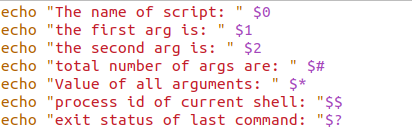 echo "The name of script: " $0
echo "the first arg is: " $1
echo "the second arg is: " $2
echo "total number of args are: " $#
echo "Value of all arguments: " $*
echo "process id of current shell: "$$
echo "exit status of last command: "$?